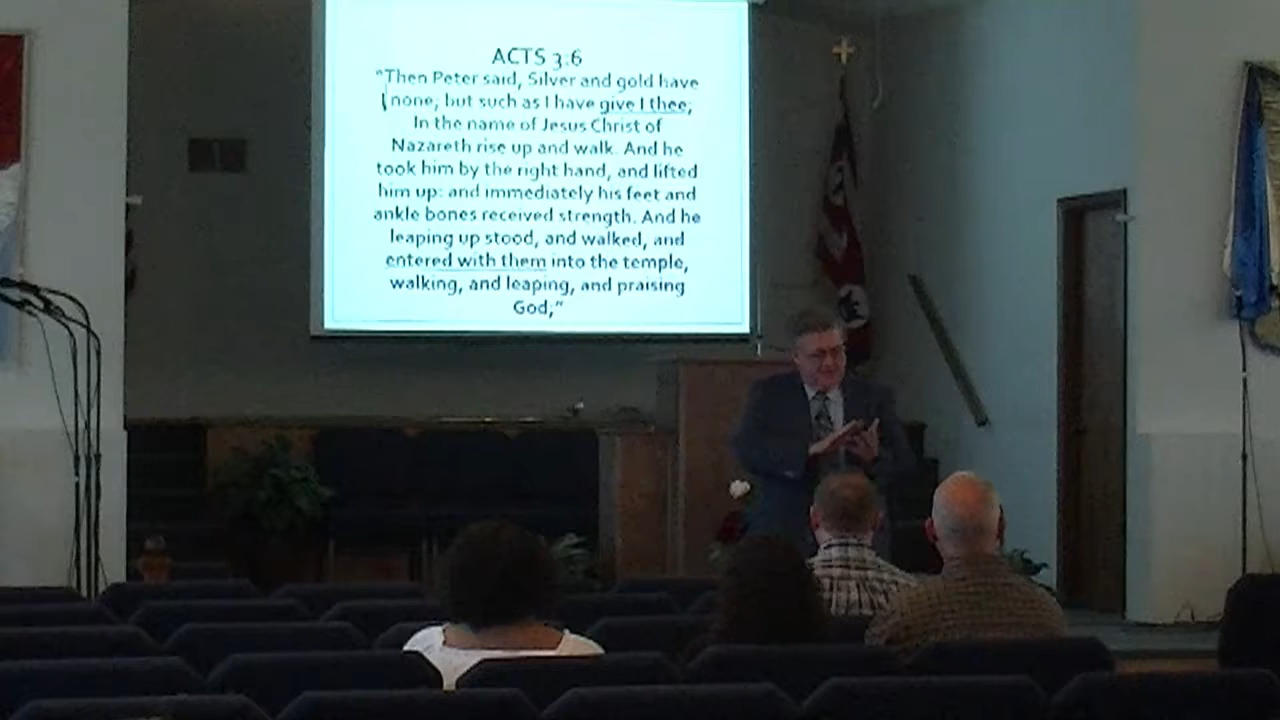 ACTS 3:6
"Then Peter said, Silver and gold have
I none; but such as I have give I thee;
In the name of Jesus Christ of
Nazareth rise up and walk. And he
took him by the right hand, and lifted
him up: and immediately his feet and
ankle bones received strength. And he
leaping up stood, and walked, and
entered with them into the temple,
walking, and leaping, and praising
God;"